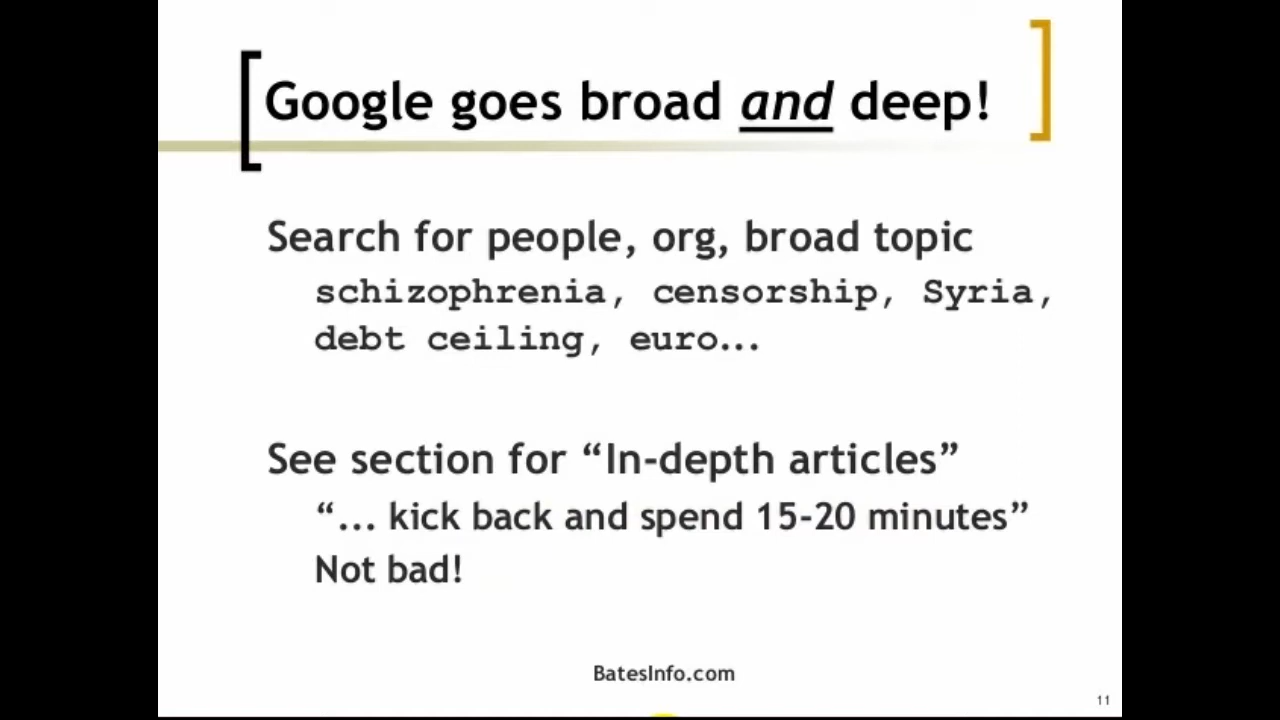 Google goes broad and deep!
Search for people, org, broad topic
schizophrenia, censorship, Syria,
debt ceiling, euro...
See section for “In-depth articles”
“... kick back and spend 15-20 minutes”
Not bad!
BatesInfo.com
11